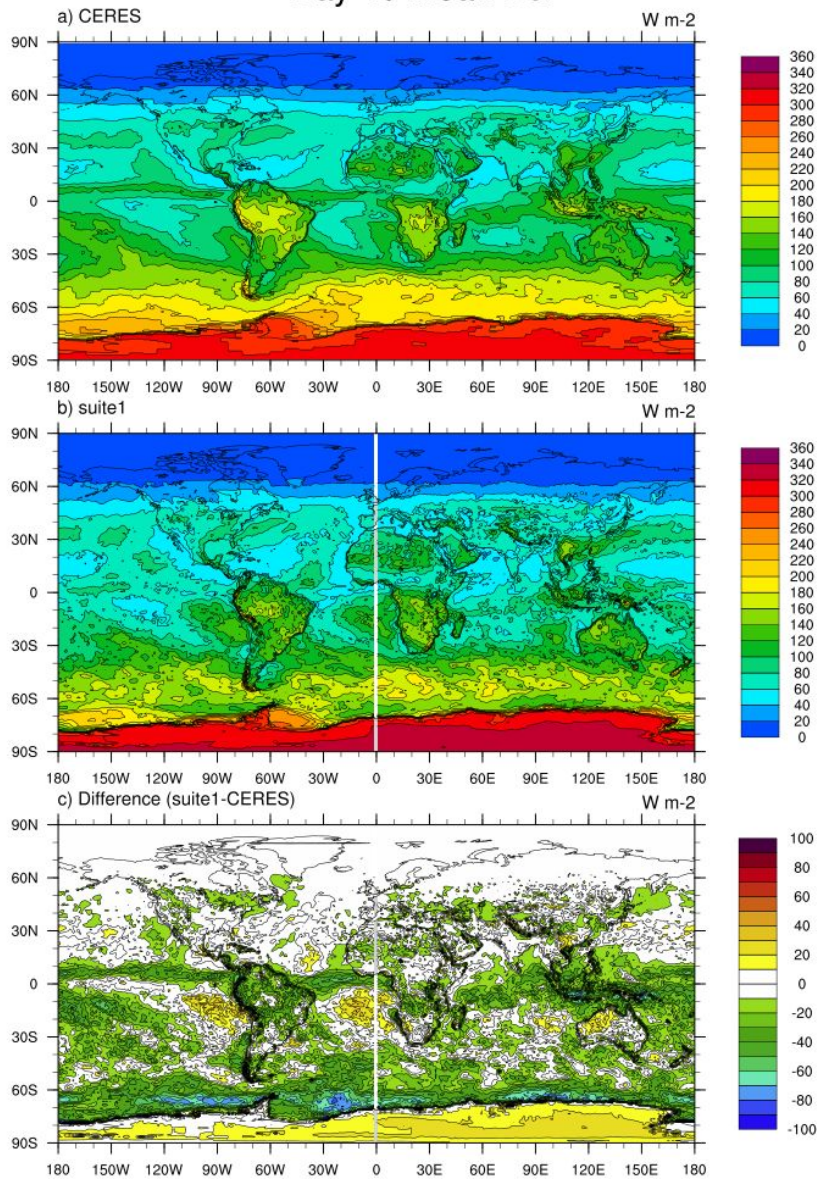 a) CERES W m-2
90N
60N
30N
0
30S
60S
90S
180 150W 120W 90W 60W 30W 0 30E 60E 90E 120E 150E 180
360
340
320
300
280
260
240
220
200
180
160
140
120
100
80
60
40
20
0
b) suite1 W m-2
90N
60N
30N
0
30S
60S
90S
180 150W 120W 90W 60W 30W 0 30E 60E 90E 120E 150E 180
360
340
320
300
280
260
240
220
200
180
160
140
120
100
80
60
40
20
0
c) Difference (suite1-CERES) W m-2
90N
60N
30N
0
30S
60S
90S
180 150W 120W 90W 60W 30W 0 30E 60E 90E 120E 150E 180
100
80
60
40
20
0
-20
-40
-60
-80
-100